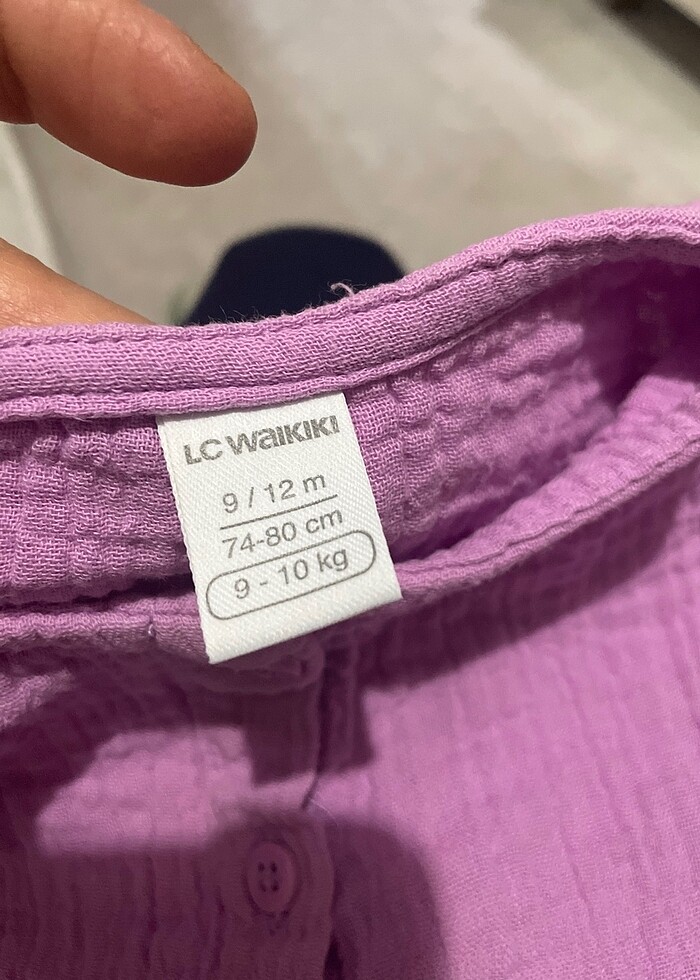 LC WAIKIKI
9 / 12 m
74-80 cm
9 - 10 kg